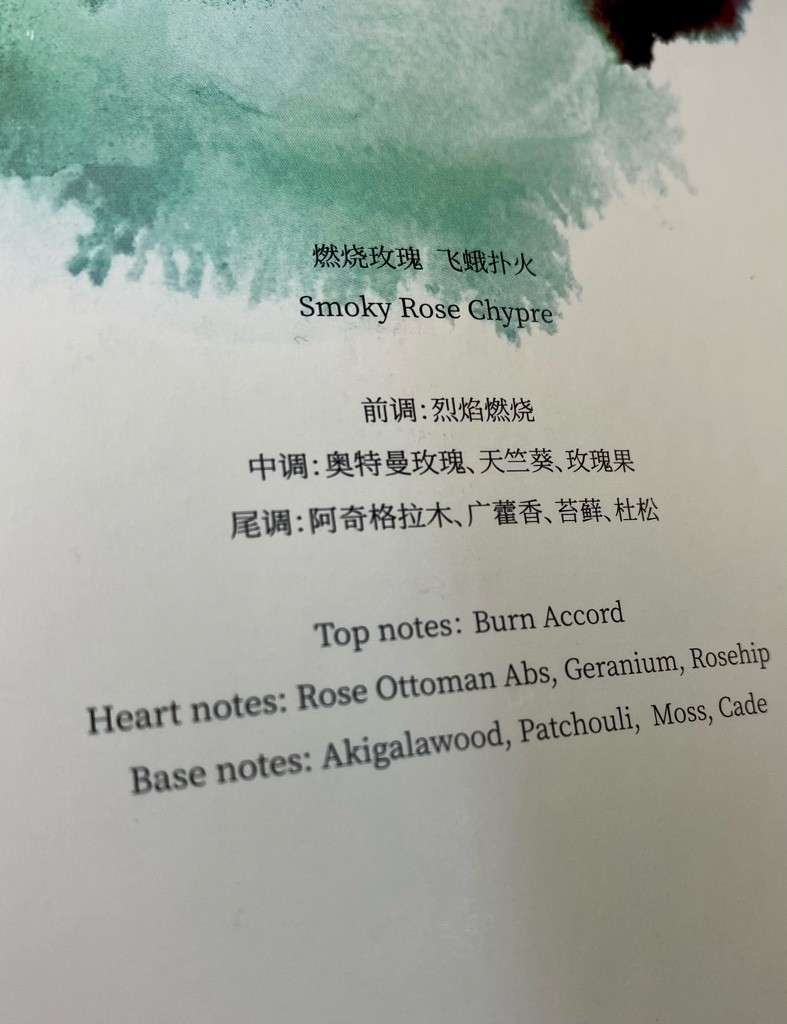 燃烧玫瑰 飞蛾扑火
Smoky Rose Chypre
前调：烈焰燃烧
中调：奥特曼玫瑰、天竺葵、玫瑰果
尾调：阿奇格拉木、广藿香、苔藓、杜松
Top notes: Burn Accord
Heart notes: Rose Ottoman Abs, Geranium, Rosehip
Base notes: Akigalawood, Patchouli, Moss, Cade